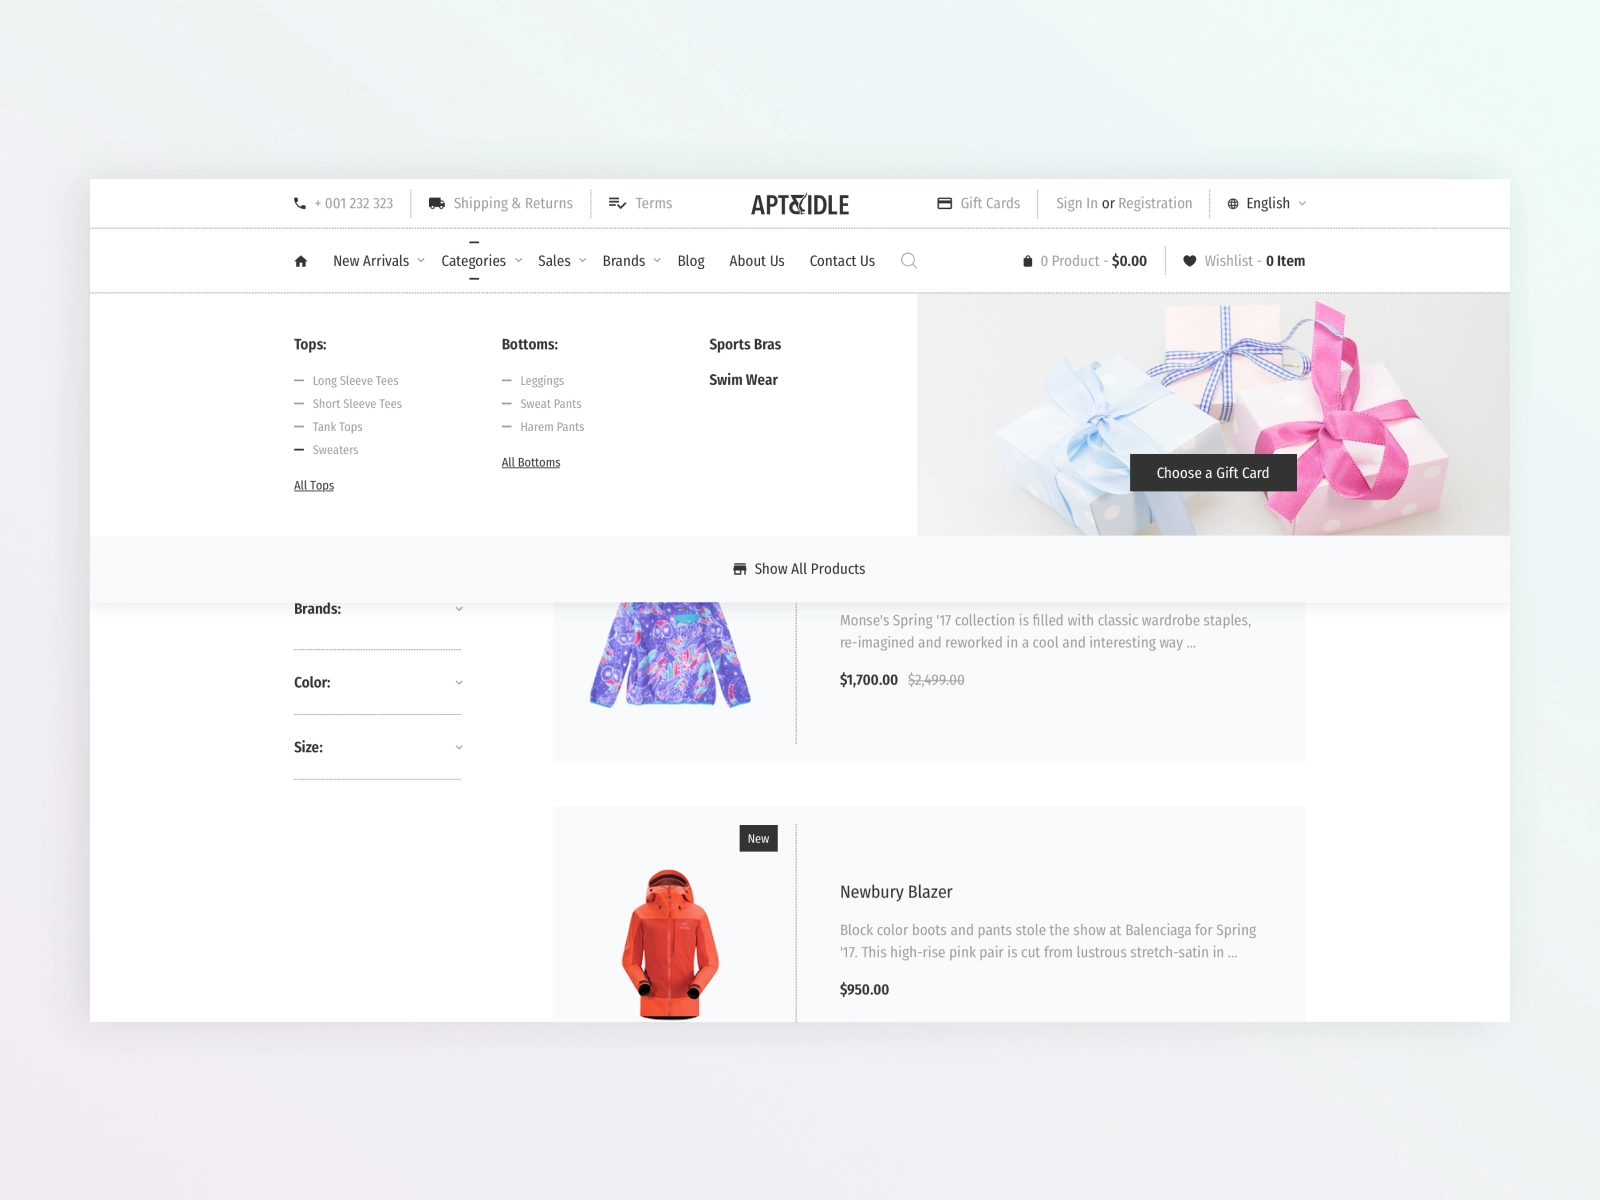 + 001 232 323
Shipping & Returns
Terms
APT&IDLE
Gift Cards
Sign In or Registration
English
New Arrivals
Categories
Sales
Brands
Blog
About Us
Contact Us
0 Product - $0.00
Wishlist - 0 Item
Tops:
Long Sleeve Tees
Short Sleeve Tees
Tank Tops
Sweaters
All Tops
Bottoms:
Leggings
Sweat Pants
Harem Pants
All Bottoms
Sports Bras
Swim Wear
Choose a Gift Card
Show All Products
Brands:
Color:
Size:
Monse's Spring '17 collection is filled with classic wardrobe staples,
re-imagined and reworked in a cool and interesting way ...
$1,700.00 $2,499.00
New
Newbury Blazer
Block color boots and pants stole the show at Balenciaga for Spring
'17. This high-rise pink pair is cut from lustrous stretch-satin in ...
$950.00